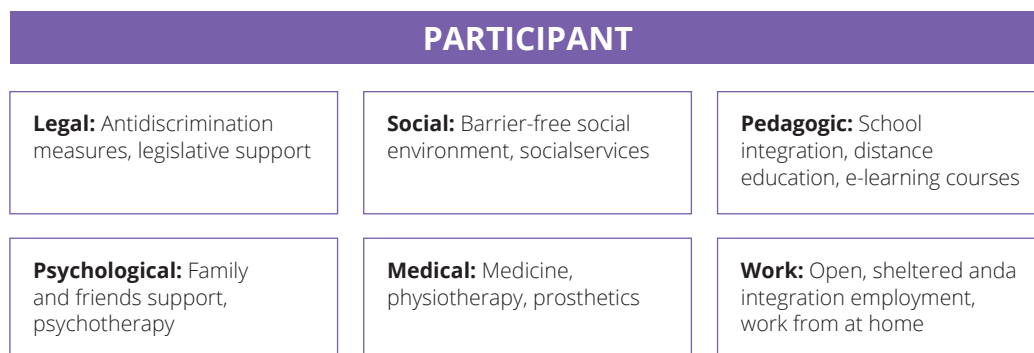 PARTICIPANT
Legal: Antidiscrimination
measures, legislative support
Social: Barrier-free social
environment, socialservices
Pedagogic: School
integration, distance
education, e-learning courses
Psychological: Family
and friends support,
psychotherapy
Medical: Medicine,
physiotherapy, prosthetics
Work: Open, sheltered anda
integration employment,
work from at home